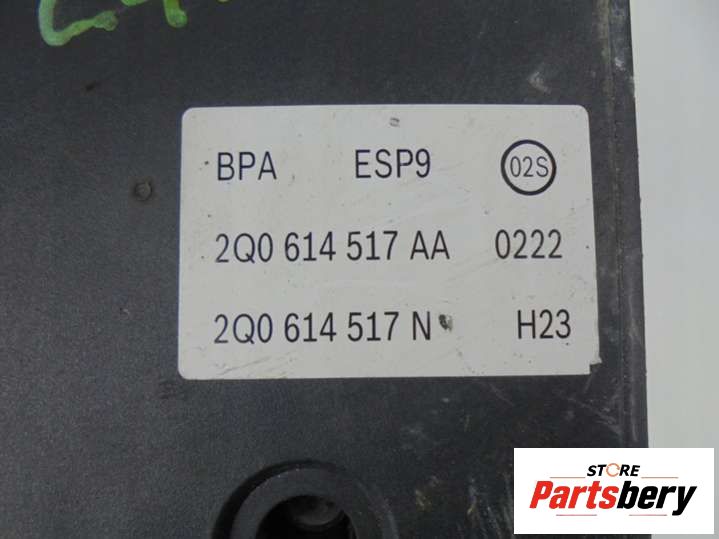 BPA ESP9 02S
2Q0 614 517 AA 0222
2Q0 614 517 N H23
STORE
Partsbery